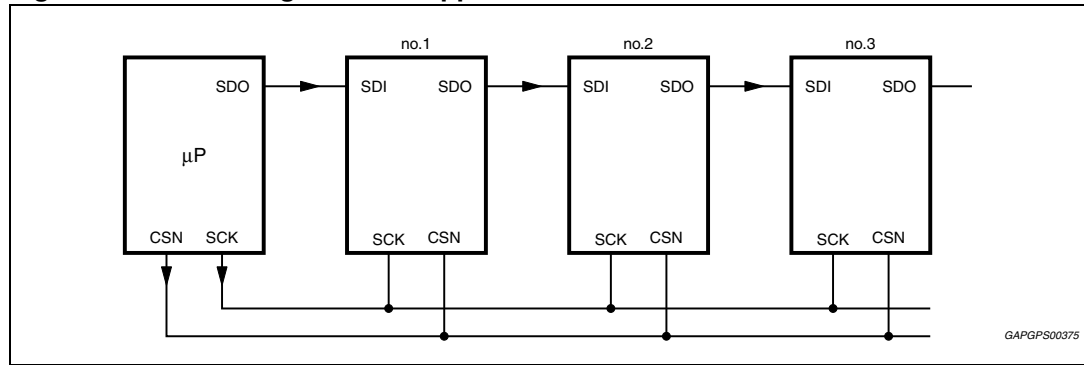 no.1 no.2 no.3
SDO SDI SDO SDI SDO SDI SDO
μP
CSN SCK SCK CSN SCK CSN SCK CSN
GAPGPS00375